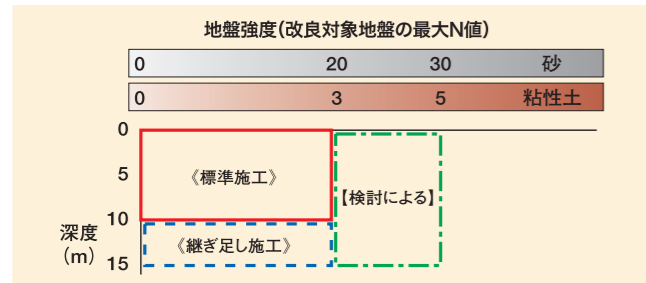 地盤強度(改良対象地盤の最大N値)
0 20 30 砂
0 3 5 粘性土
0
5
《標準施工》
【検討による】
10
深度
(m)
《継ぎ足し施工》
15